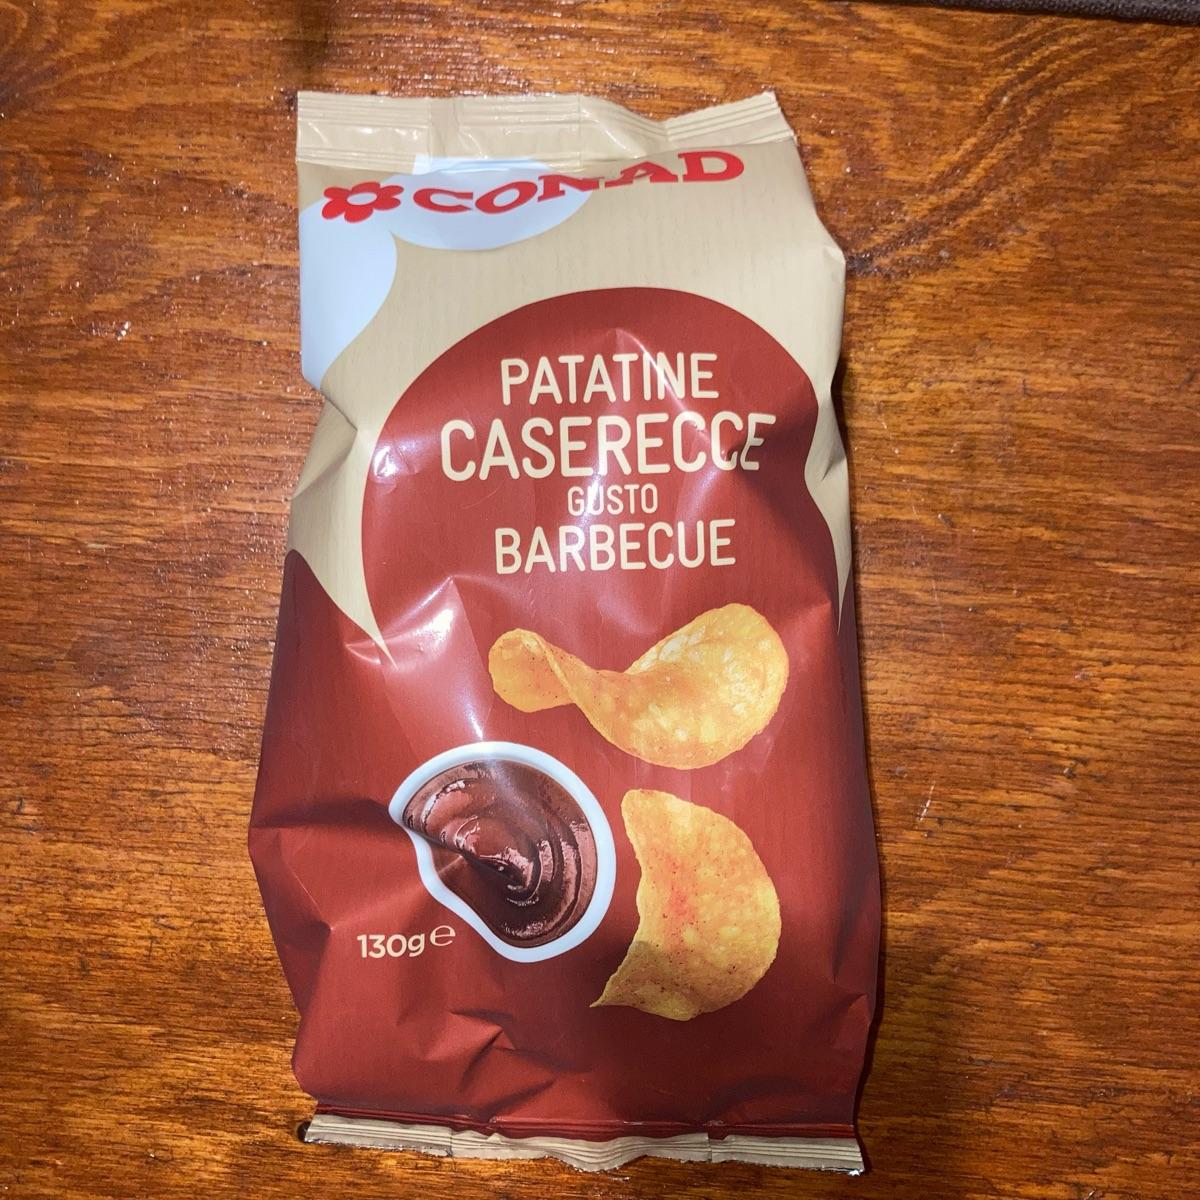 CONAD
PATATINE
CASERECCE
GUSTO
BARBECUE
130g e